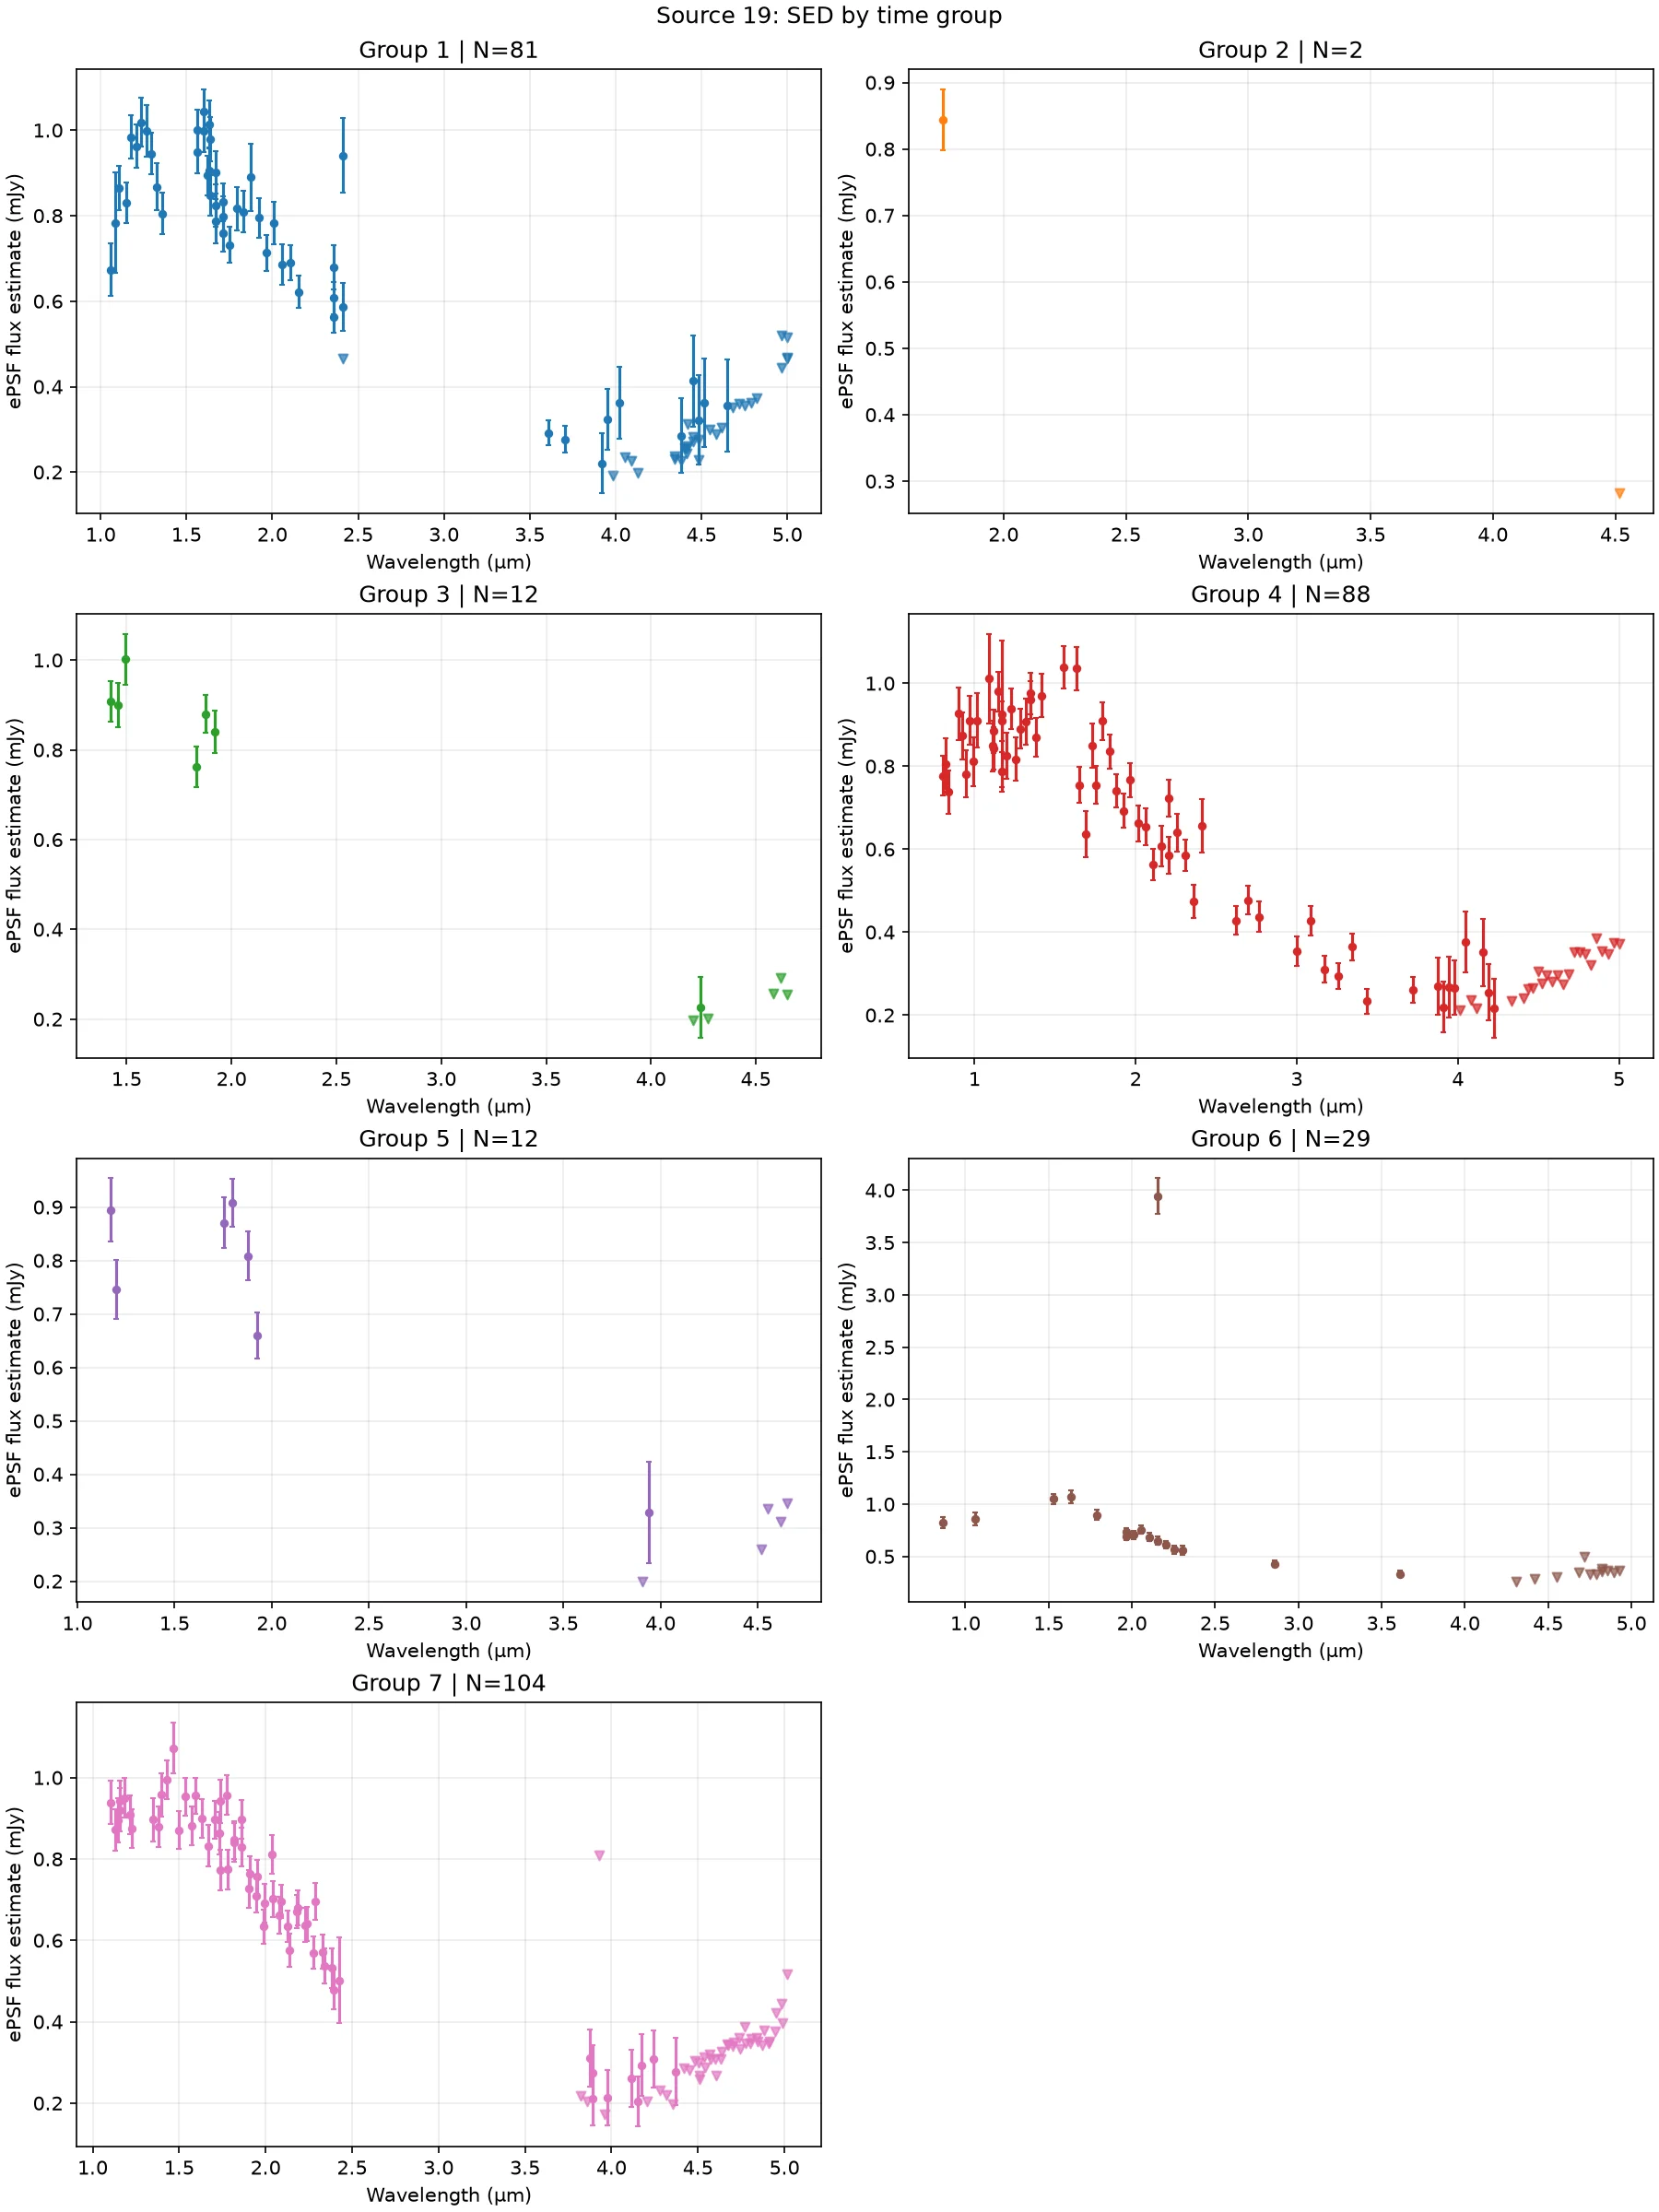 Source 19: SED by time group
Group 1 | N=81
ePSF flux estimate (mJy)
1.0
0.8
0.6
0.4
0.2
1.0 1.5 2.0 2.5 3.0 3.5 4.0 4.5 5.0
Wavelength (μm)
Group 2 | N=2
ePSF flux estimate (mJy)
0.9
0.8
0.7
0.6
0.5
0.4
0.3
2.0 2.5 3.0 3.5 4.0 4.5
Wavelength (μm)
Group 3 | N=12
ePSF flux estimate (mJy)
1.0
0.8
0.6
0.4
0.2
1.5 2.0 2.5 3.0 3.5 4.0 4.5
Wavelength (μm)
Group 4 | N=88
ePSF flux estimate (mJy)
1.0
0.8
0.6
0.4
0.2
1 2 3 4 5
Wavelength (μm)
Group 5 | N=12
ePSF flux estimate (mJy)
0.9
0.8
0.7
0.6
0.5
0.4
0.3
0.2
1.0 1.5 2.0 2.5 3.0 3.5 4.0 4.5
Wavelength (μm)
Group 6 | N=29
ePSF flux estimate (mJy)
4.0
3.5
3.0
2.5
2.0
1.5
1.0
0.5
1.0 1.5 2.0 2.5 3.0 3.5 4.0 4.5 5.0
Wavelength (μm)
Group 7 | N=104
ePSF flux estimate (mJy)
1.0
0.8
0.6
0.4
0.2
1.0 1.5 2.0 2.5 3.0 3.5 4.0 4.5 5.0
Wavelength (μm)